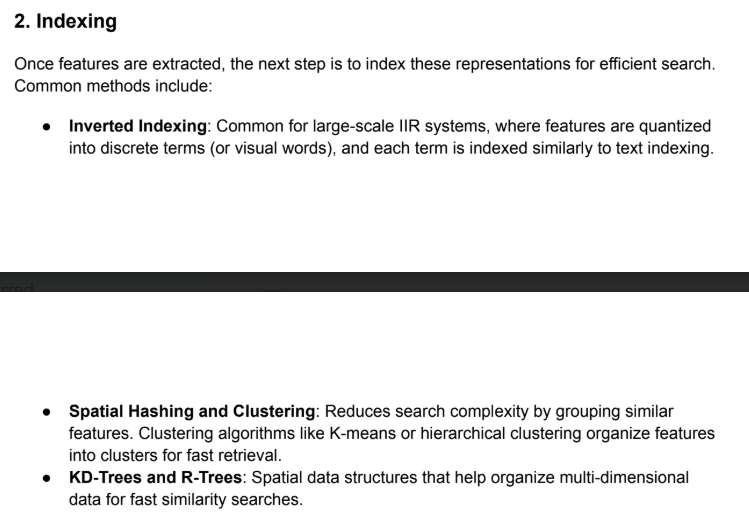 2. Indexing
Once features are extracted, the next step is to index these representations for efficient search.
Common methods include:
● Inverted Indexing: Common for large-scale IIR systems, where features are quantized
into discrete terms (or visual words), and each term is indexed similarly to text indexing.
● Spatial Hashing and Clustering: Reduces search complexity by grouping similar
features. Clustering algorithms like K-means or hierarchical clustering organize features
into clusters for fast retrieval.
● KD-Trees and R-Trees: Spatial data structures that help organize multi-dimensional
data for fast similarity searches.